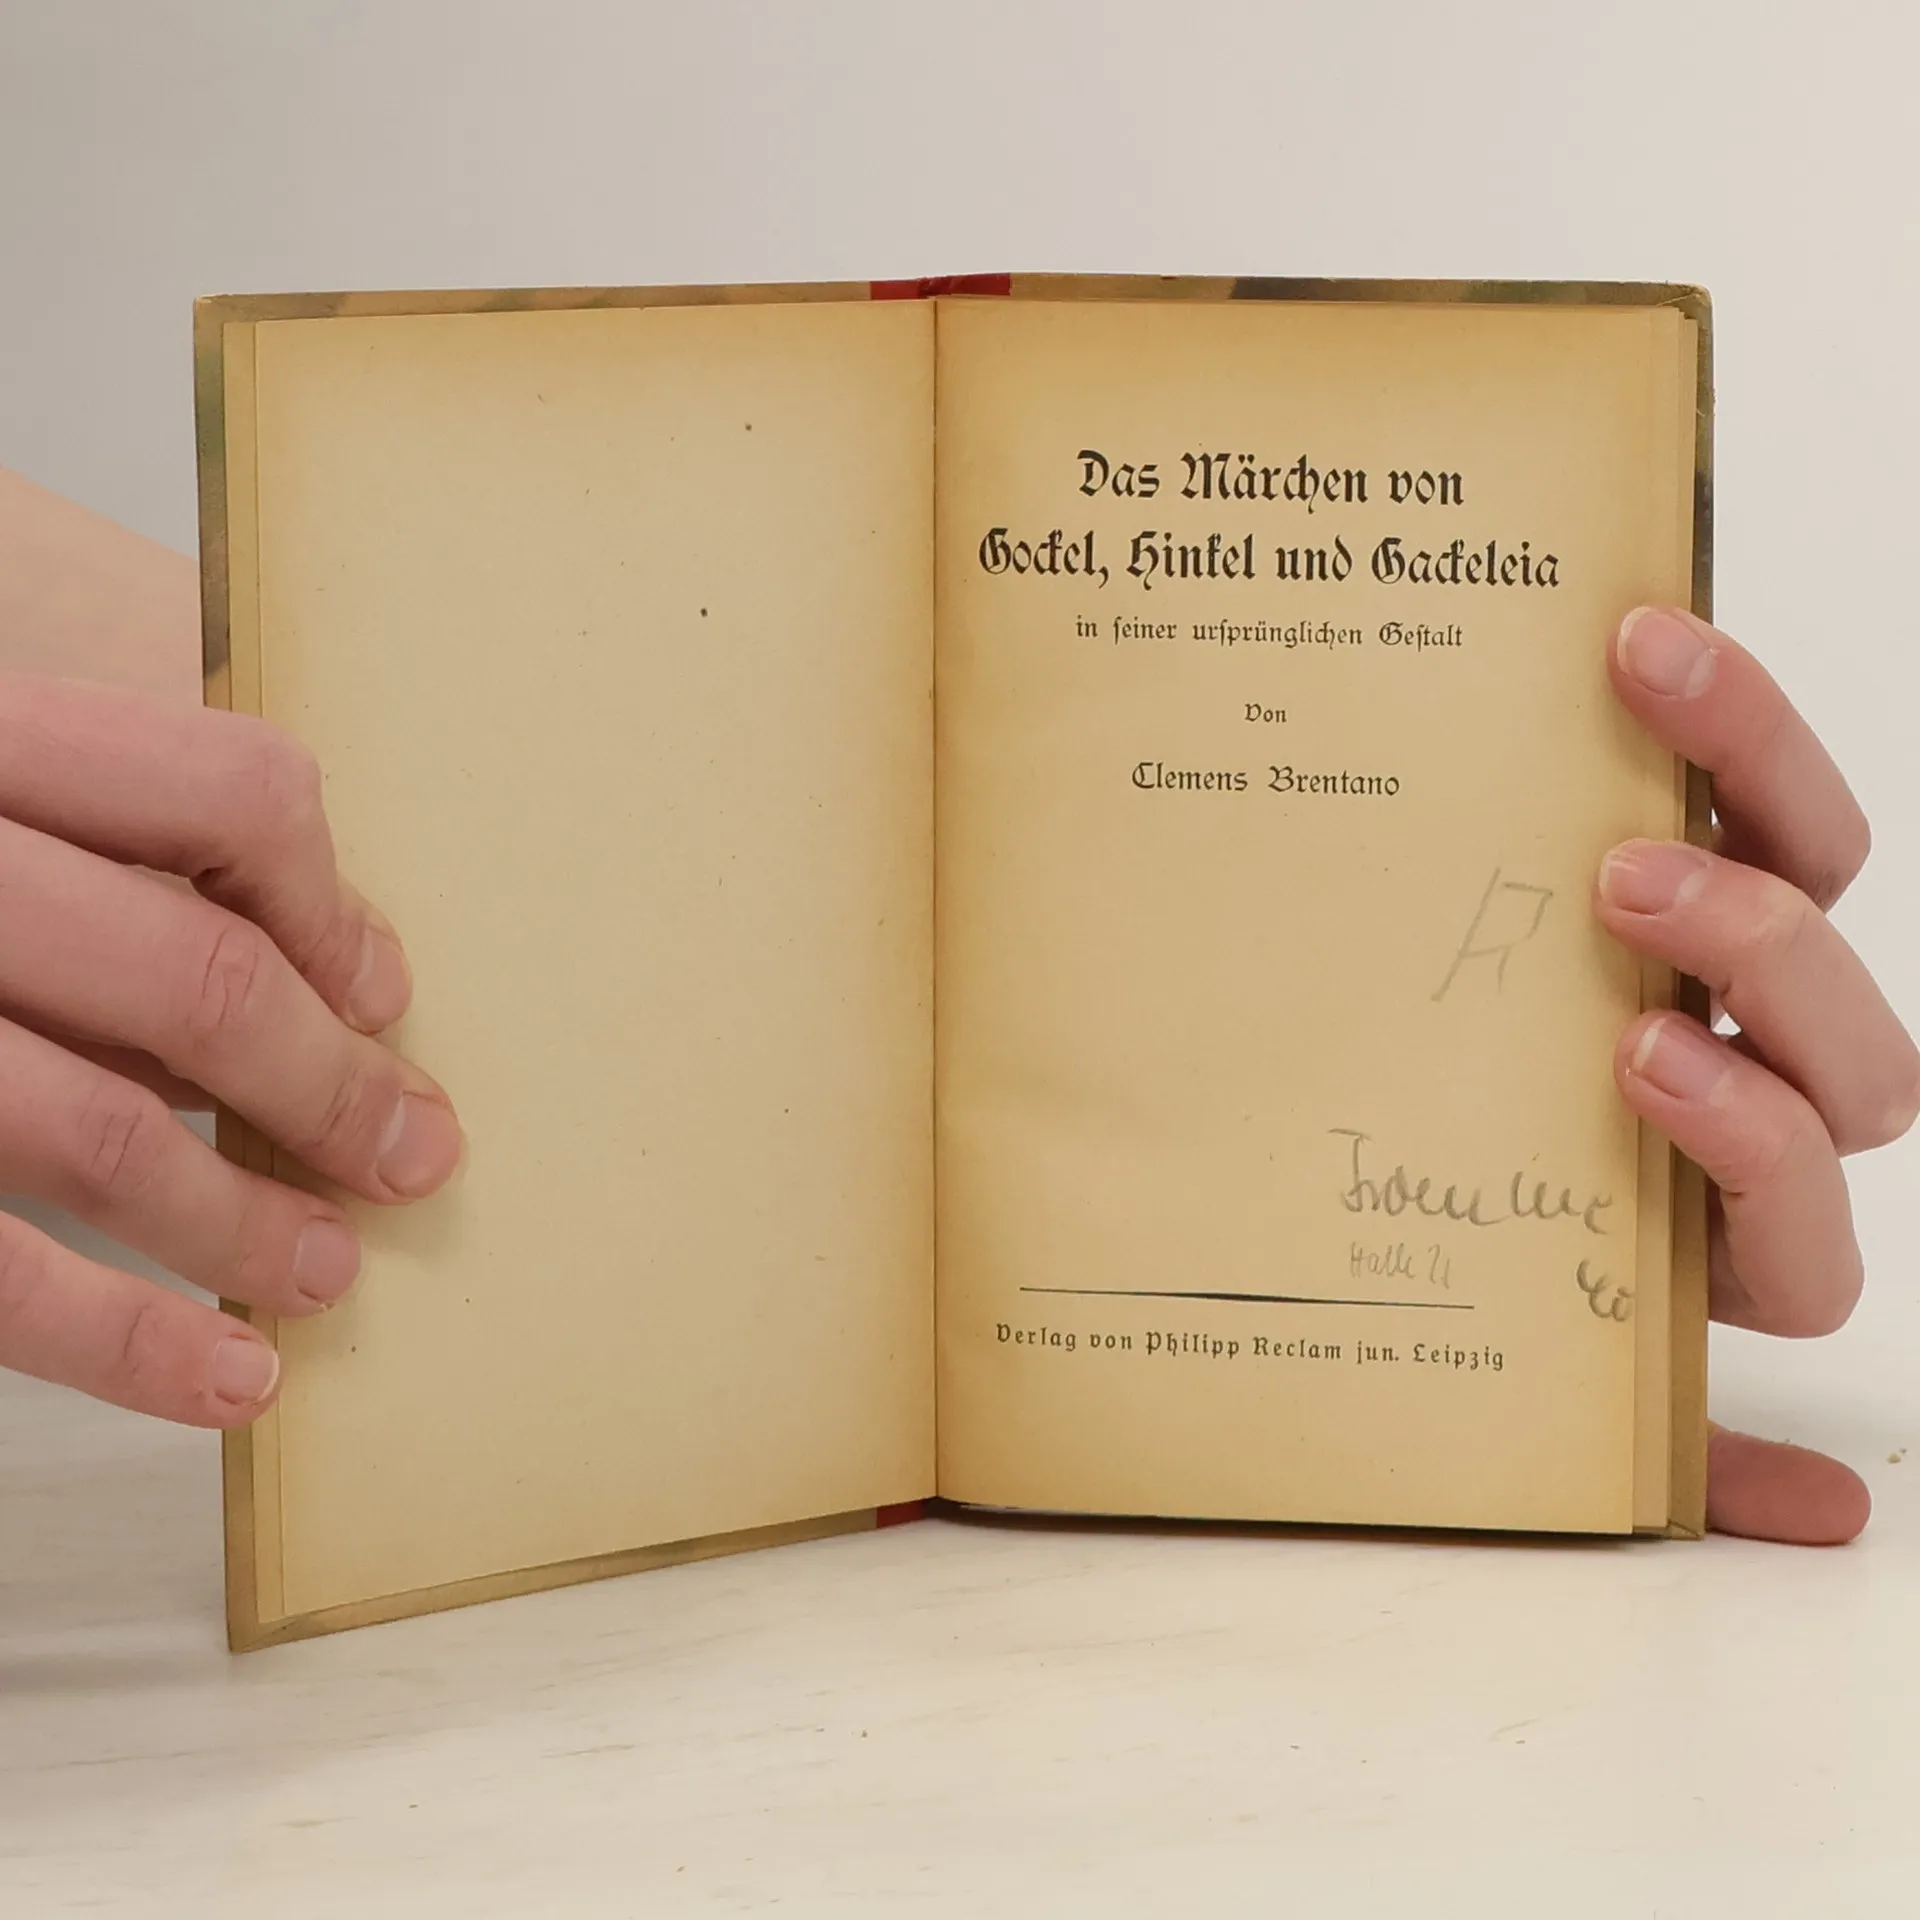 Das Märchen von
Gockel, Hinkel und Gackeleia
in ſeiner urſprünglichen Geſtalt
Von
Clemens Brentano
Halle
Verlag von Philipp Reclam jun. Leipzig